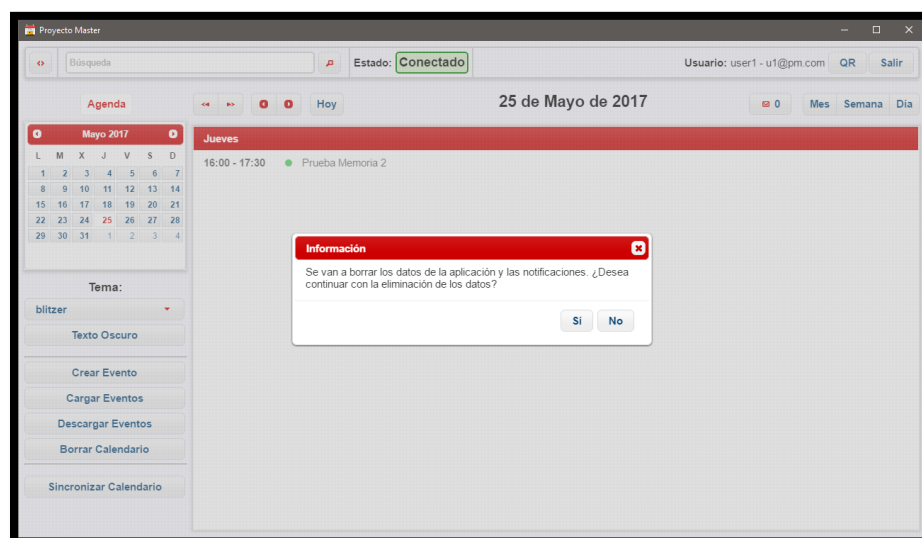 Proyecto Master
Búsqueda
Estado: Conectado
Usuario: user1 - u1@pm.com
QR
Salir
Agenda
Hoy
25 de Mayo de 2017
0
Mes
Semana
Día
Mayo 2017
L M X J V S D
1 2 3 4 5 6 7
8 9 10 11 12 13 14
15 16 17 18 19 20 21
22 23 24 25 26 27 28
29 30 31 1 2 3 4
Jueves
16:00 - 17:30 Prueba Memoria 2
Información
Se van a borrar los datos de la aplicación y las notificaciones. ¿Desea
continuar con la eliminación de los datos?
Si
No
Tema:
blitzer
Texto Oscuro
Crear Evento
Cargar Eventos
Descargar Eventos
Borrar Calendario
Sincronizar Calendario